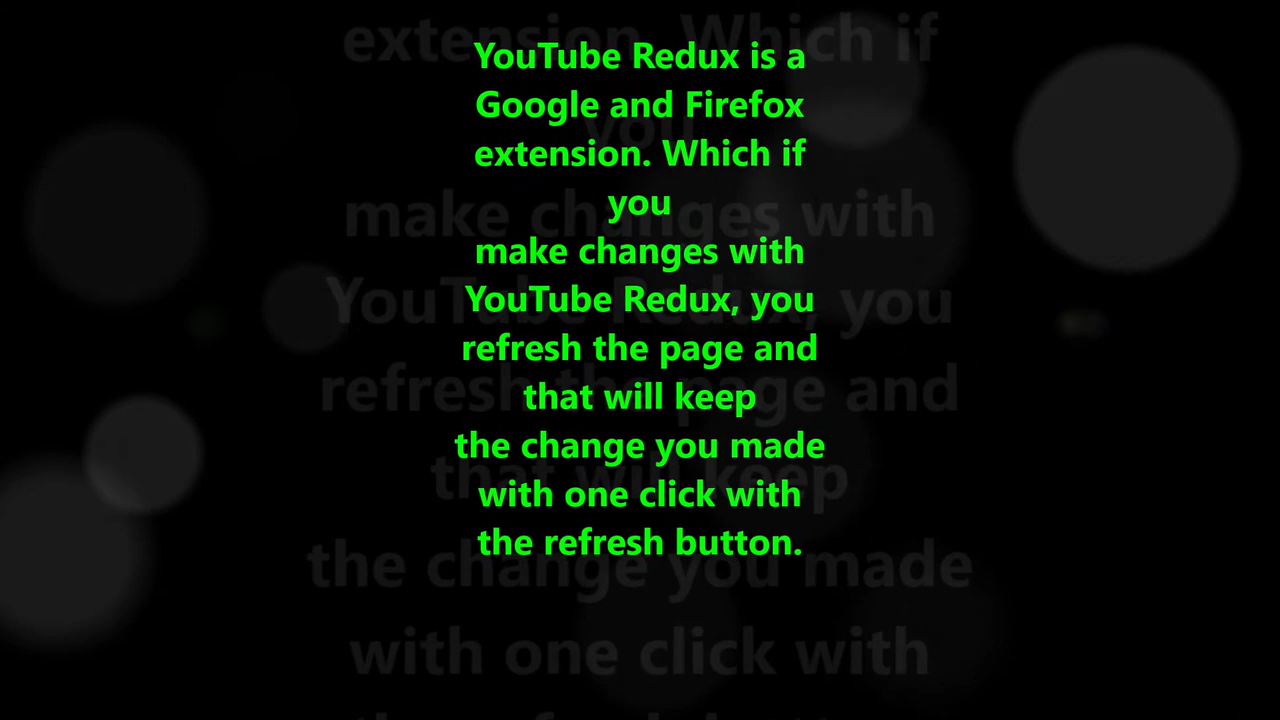 YouTube Redux is a
Google and Firefox
extension. Which if
you
make changes with
YouTube Redux, you
refresh the page and
that will keep
the change you made
with one click with
the refresh button.